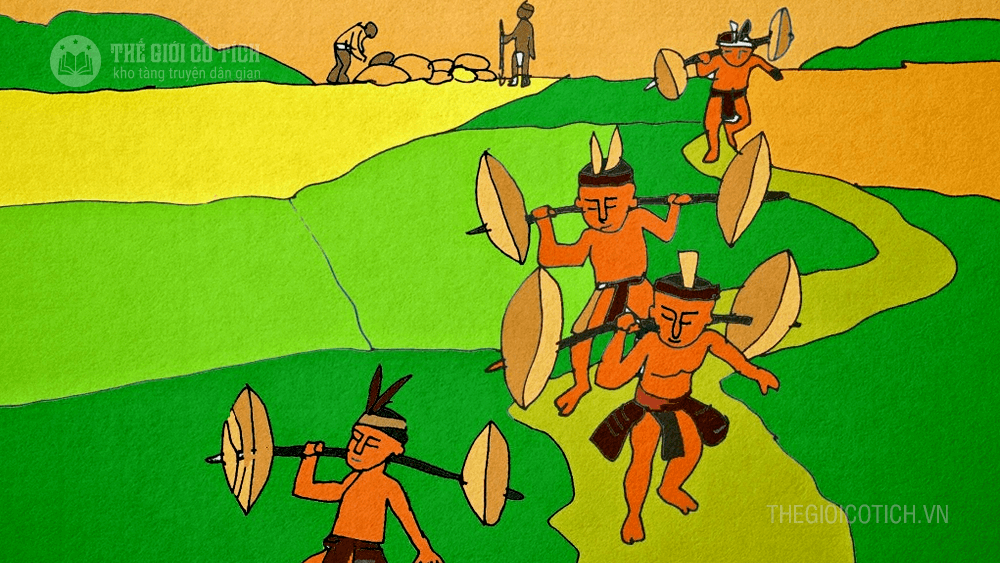 THẾ GIỚI CỔ TÍCH
kho tàng truyện dân gian
THEGIOICOTICH.VN